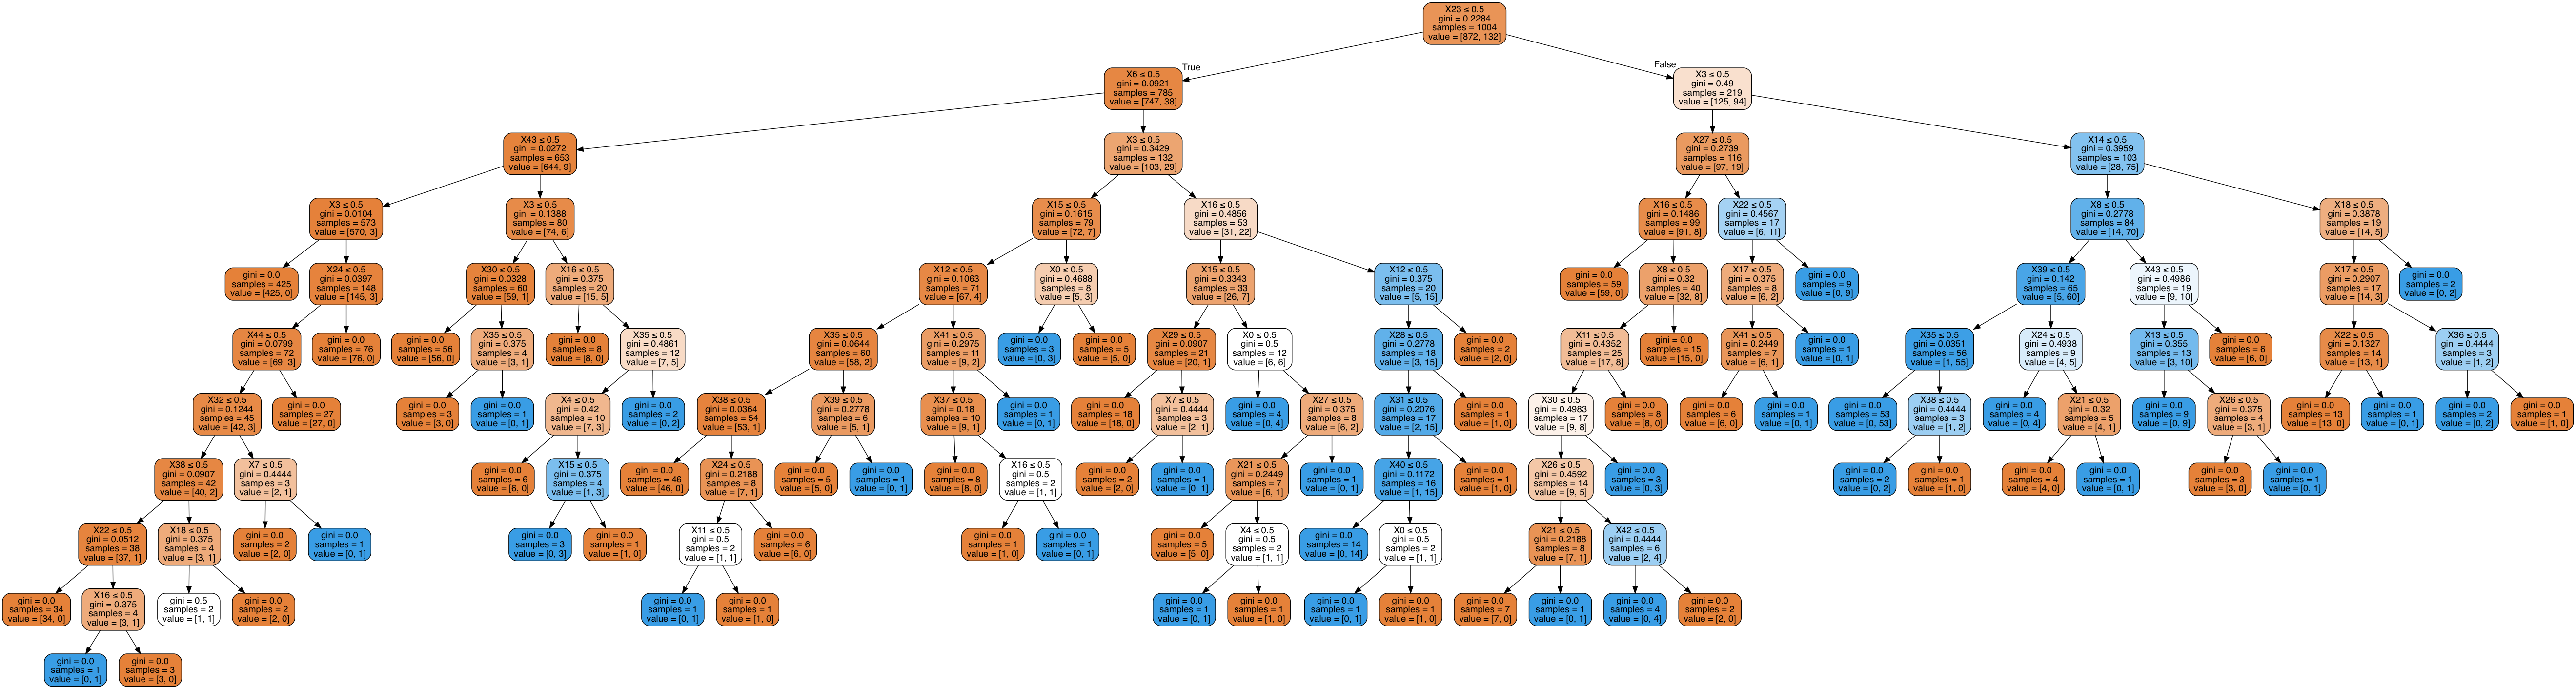 X23 ≤ 0.5
gini = 0.2284
samples = 1004
value = [872, 132]
True
False
X6 ≤ 0.5
gini = 0.0921
samples = 785
value = [747, 38]
X3 ≤ 0.5
gini = 0.49
samples = 219
value = [125, 94]
X43 ≤ 0.5
gini = 0.0272
samples = 653
value = [644, 9]
X3 ≤ 0.5
gini = 0.3429
samples = 132
value = [103, 29]
X27 ≤ 0.5
gini = 0.2739
samples = 116
value = [97, 19]
X14 ≤ 0.5
gini = 0.3959
samples = 103
value = [28, 75]
X3 ≤ 0.5
gini = 0.0104
samples = 573
value = [570, 3]
X3 ≤ 0.5
gini = 0.1388
samples = 80
value = [74, 6]
X15 ≤ 0.5
gini = 0.1615
samples = 79
value = [72, 7]
X16 ≤ 0.5
gini = 0.4856
samples = 53
value = [31, 22]
X16 ≤ 0.5
gini = 0.1486
samples = 99
value = [91, 8]
X22 ≤ 0.5
gini = 0.4567
samples = 17
value = [6, 11]
X8 ≤ 0.5
gini = 0.2778
samples = 84
value = [14, 70]
X18 ≤ 0.5
gini = 0.3878
samples = 19
value = [14, 5]
gini = 0.0
samples = 425
value = [425, 0]
X24 ≤ 0.5
gini = 0.0397
samples = 148
value = [145, 3]
X30 ≤ 0.5
gini = 0.0328
samples = 60
value = [59, 1]
X16 ≤ 0.5
gini = 0.375
samples = 20
value = [15, 5]
X12 ≤ 0.5
gini = 0.1063
samples = 71
value = [67, 4]
X0 ≤ 0.5
gini = 0.4688
samples = 8
value = [5, 3]
X15 ≤ 0.5
gini = 0.3343
samples = 33
value = [26, 7]
X12 ≤ 0.5
gini = 0.375
samples = 20
value = [5, 15]
gini = 0.0
samples = 59
value = [59, 0]
X8 ≤ 0.5
gini = 0.32
samples = 40
value = [32, 8]
X17 ≤ 0.5
gini = 0.375
samples = 8
value = [6, 2]
gini = 0.0
samples = 9
value = [0, 9]
X39 ≤ 0.5
gini = 0.142
samples = 65
value = [5, 60]
X43 ≤ 0.5
gini = 0.4986
samples = 19
value = [9, 10]
X17 ≤ 0.5
gini = 0.2907
samples = 17
value = [14, 3]
gini = 0.0
samples = 2
value = [0, 2]
X44 ≤ 0.5
gini = 0.0799
samples = 72
value = [69, 3]
gini = 0.0
samples = 76
value = [76, 0]
gini = 0.0
samples = 56
value = [56, 0]
X35 ≤ 0.5
gini = 0.375
samples = 4
value = [3, 1]
gini = 0.0
samples = 8
value = [8, 0]
X35 ≤ 0.5
gini = 0.4861
samples = 12
value = [7, 5]
X35 ≤ 0.5
gini = 0.0644
samples = 60
value = [58, 2]
X41 ≤ 0.5
gini = 0.2975
samples = 11
value = [9, 2]
gini = 0.0
samples = 3
value = [0, 3]
gini = 0.0
samples = 5
value = [5, 0]
X29 ≤ 0.5
gini = 0.0907
samples = 21
value = [20, 1]
X0 ≤ 0.5
gini = 0.5
samples = 12
value = [6, 6]
X28 ≤ 0.5
gini = 0.2778
samples = 18
value = [3, 15]
gini = 0.0
samples = 2
value = [2, 0]
X11 ≤ 0.5
gini = 0.4352
samples = 25
value = [17, 8]
gini = 0.0
samples = 15
value = [15, 0]
X41 ≤ 0.5
gini = 0.2449
samples = 7
value = [6, 1]
gini = 0.0
samples = 1
value = [0, 1]
X35 ≤ 0.5
gini = 0.0351
samples = 56
value = [1, 55]
X24 ≤ 0.5
gini = 0.4938
samples = 9
value = [4, 5]
X13 ≤ 0.5
gini = 0.355
samples = 13
value = [3, 10]
gini = 0.0
samples = 6
value = [6, 0]
X22 ≤ 0.5
gini = 0.1327
samples = 14
value = [13, 1]
X36 ≤ 0.5
gini = 0.4444
samples = 3
value = [1, 2]
X32 ≤ 0.5
gini = 0.1244
samples = 45
value = [42, 3]
gini = 0.0
samples = 27
value = [27, 0]
gini = 0.0
samples = 3
value = [3, 0]
gini = 0.0
samples = 1
value = [0, 1]
X4 ≤ 0.5
gini = 0.42
samples = 10
value = [7, 3]
gini = 0.0
samples = 2
value = [0, 2]
X38 ≤ 0.5
gini = 0.0364
samples = 54
value = [53, 1]
X39 ≤ 0.5
gini = 0.2778
samples = 6
value = [5, 1]
X37 ≤ 0.5
gini = 0.18
samples = 10
value = [9, 1]
gini = 0.0
samples = 1
value = [0, 1]
gini = 0.0
samples = 18
value = [18, 0]
X7 ≤ 0.5
gini = 0.4444
samples = 3
value = [2, 1]
gini = 0.0
samples = 4
value = [0, 4]
X27 ≤ 0.5
gini = 0.375
samples = 8
value = [6, 2]
X31 ≤ 0.5
gini = 0.2076
samples = 17
value = [2, 15]
gini = 0.0
samples = 1
value = [1, 0]
X30 ≤ 0.5
gini = 0.4983
samples = 17
value = [9, 8]
gini = 0.0
samples = 8
value = [8, 0]
gini = 0.0
samples = 6
value = [6, 0]
gini = 0.0
samples = 1
value = [0, 1]
gini = 0.0
samples = 53
value = [0, 53]
X38 ≤ 0.5
gini = 0.4444
samples = 3
value = [1, 2]
gini = 0.0
samples = 4
value = [0, 4]
X21 ≤ 0.5
gini = 0.32
samples = 5
value = [4, 1]
gini = 0.0
samples = 9
value = [0, 9]
X26 ≤ 0.5
gini = 0.375
samples = 4
value = [3, 1]
gini = 0.0
samples = 13
value = [13, 0]
gini = 0.0
samples = 1
value = [0, 1]
gini = 0.0
samples = 2
value = [0, 2]
gini = 0.0
samples = 1
value = [1, 0]
X38 ≤ 0.5
gini = 0.0907
samples = 42
value = [40, 2]
X7 ≤ 0.5
gini = 0.4444
samples = 3
value = [2, 1]
gini = 0.0
samples = 6
value = [6, 0]
X15 ≤ 0.5
gini = 0.375
samples = 4
value = [1, 3]
gini = 0.0
samples = 46
value = [46, 0]
X24 ≤ 0.5
gini = 0.2188
samples = 8
value = [7, 1]
gini = 0.0
samples = 5
value = [5, 0]
gini = 0.0
samples = 1
value = [0, 1]
gini = 0.0
samples = 8
value = [8, 0]
X16 ≤ 0.5
gini = 0.5
samples = 2
value = [1, 1]
gini = 0.0
samples = 2
value = [2, 0]
gini = 0.0
samples = 1
value = [0, 1]
X21 ≤ 0.5
gini = 0.2449
samples = 7
value = [6, 1]
gini = 0.0
samples = 1
value = [0, 1]
X40 ≤ 0.5
gini = 0.1172
samples = 16
value = [1, 15]
gini = 0.0
samples = 1
value = [1, 0]
X26 ≤ 0.5
gini = 0.4592
samples = 14
value = [9, 5]
gini = 0.0
samples = 3
value = [0, 3]
gini = 0.0
samples = 2
value = [0, 2]
gini = 0.0
samples = 1
value = [1, 0]
gini = 0.0
samples = 4
value = [4, 0]
gini = 0.0
samples = 1
value = [0, 1]
gini = 0.0
samples = 3
value = [3, 0]
gini = 0.0
samples = 1
value = [0, 1]
X22 ≤ 0.5
gini = 0.0512
samples = 38
value = [37, 1]
X18 ≤ 0.5
gini = 0.375
samples = 4
value = [3, 1]
gini = 0.0
samples = 2
value = [2, 0]
gini = 0.0
samples = 1
value = [0, 1]
gini = 0.0
samples = 3
value = [0, 3]
gini = 0.0
samples = 1
value = [1, 0]
X11 ≤ 0.5
gini = 0.5
samples = 2
value = [1, 1]
gini = 0.0
samples = 6
value = [6, 0]
gini = 0.0
samples = 1
value = [1, 0]
gini = 0.0
samples = 1
value = [0, 1]
gini = 0.0
samples = 5
value = [5, 0]
X4 ≤ 0.5
gini = 0.5
samples = 2
value = [1, 1]
gini = 0.0
samples = 14
value = [0, 14]
X0 ≤ 0.5
gini = 0.5
samples = 2
value = [1, 1]
X21 ≤ 0.5
gini = 0.2188
samples = 8
value = [7, 1]
X42 ≤ 0.5
gini = 0.4444
samples = 6
value = [2, 4]
gini = 0.0
samples = 34
value = [34, 0]
X16 ≤ 0.5
gini = 0.375
samples = 4
value = [3, 1]
gini = 0.5
samples = 2
value = [1, 1]
gini = 0.0
samples = 2
value = [2, 0]
gini = 0.0
samples = 1
value = [0, 1]
gini = 0.0
samples = 1
value = [1, 0]
gini = 0.0
samples = 1
value = [0, 1]
gini = 0.0
samples = 1
value = [1, 0]
gini = 0.0
samples = 1
value = [0, 1]
gini = 0.0
samples = 1
value = [1, 0]
gini = 0.0
samples = 7
value = [7, 0]
gini = 0.0
samples = 1
value = [0, 1]
gini = 0.0
samples = 4
value = [0, 4]
gini = 0.0
samples = 2
value = [2, 0]
gini = 0.0
samples = 1
value = [0, 1]
gini = 0.0
samples = 3
value = [3, 0]